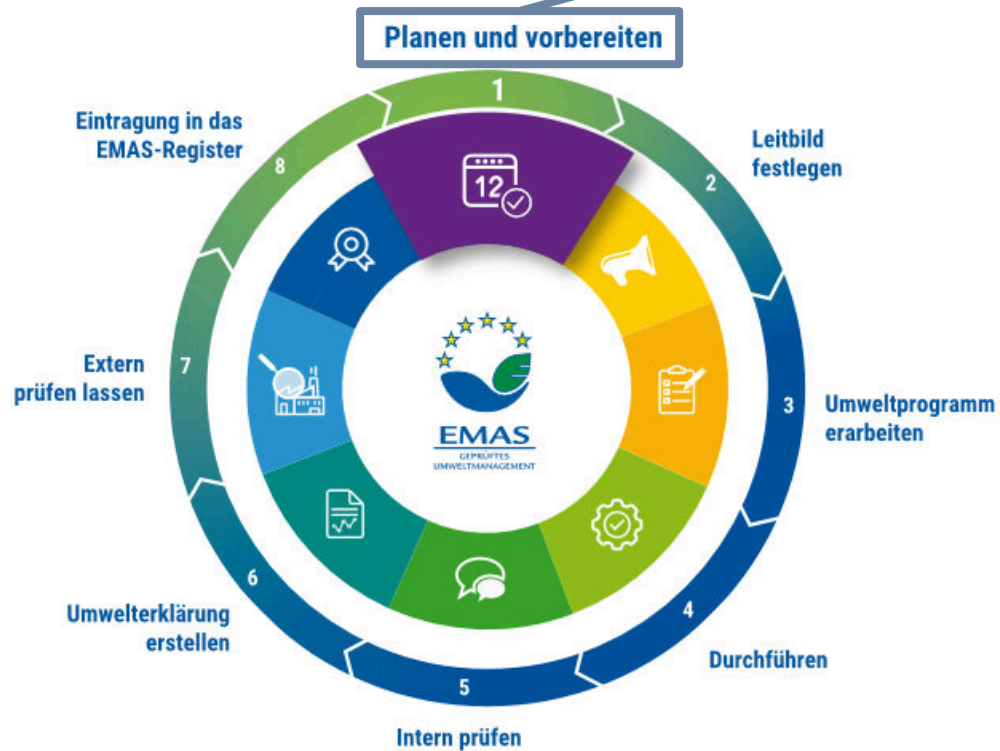 Planen und vorbereiten
1
Leitbild
festlegen
2
3
Umweltprogramm
erarbeiten
4
Durchführen
5
Intern prüfen
6
Umwelterklärung
erstellen
7
Extern
prüfen lassen
8
Eintragung in das
EMAS-Register
12
EMAS
GEPRÜFTES
UMWELTMANAGEMENT